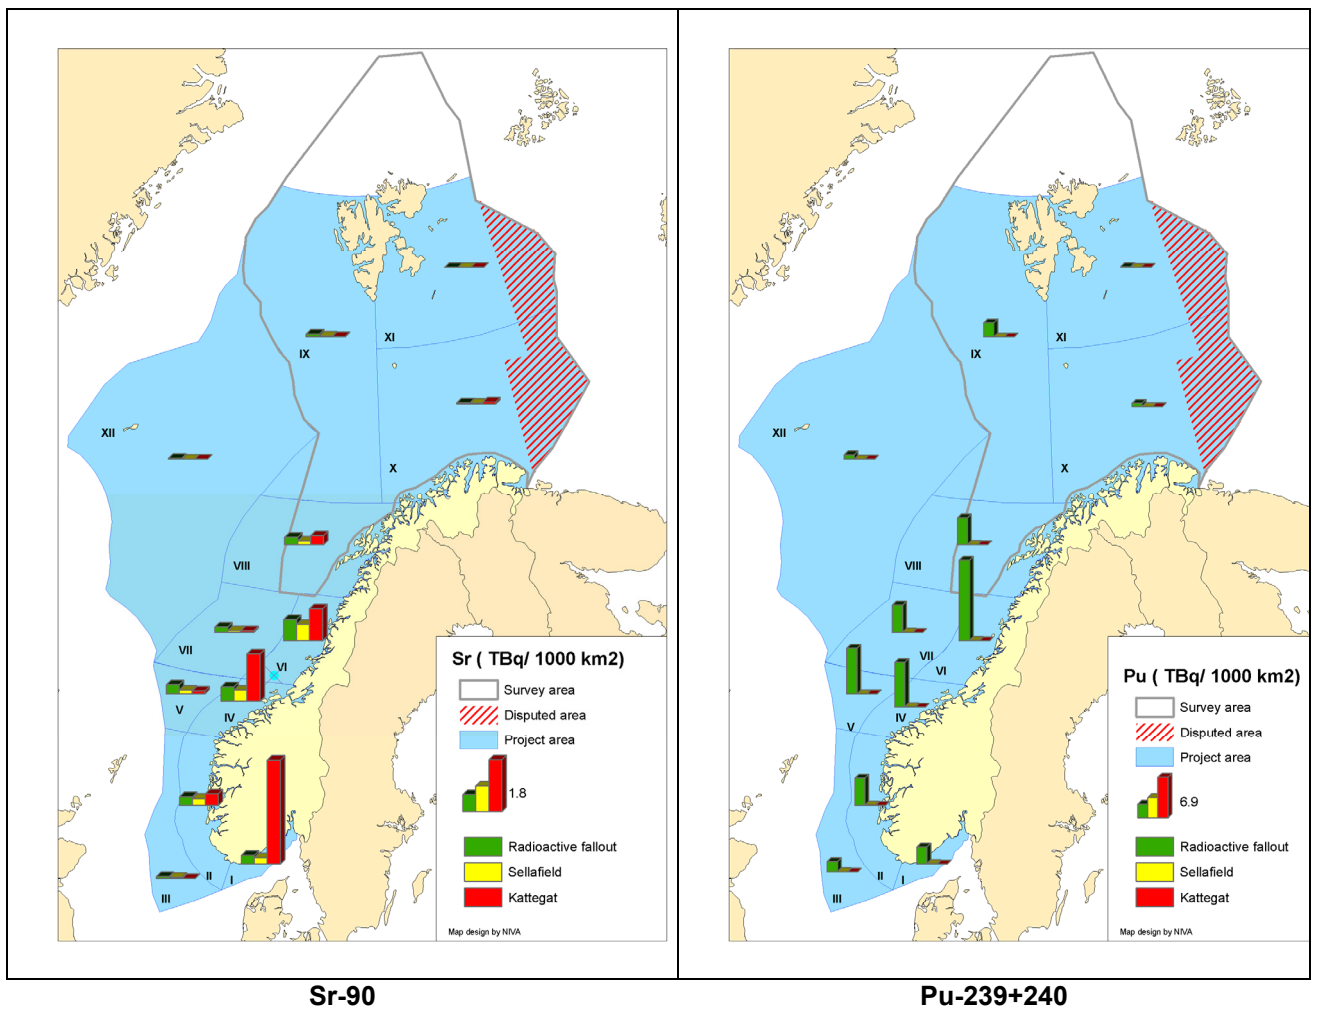 XI
IX
XII
X
VIII
VII
VI
V
IV
II
I
III
Sr ( TBq/ 1000 km2)
Survey area
Disputed area
Project area
1.8
Radioactive fallout
Sellafield
Kattegat
Map design by NIVA
XI
IX
XII
X
VIII
VII
VI
IV
V
II
I
III
Pu ( TBq/ 1000 km2)
Survey area
Disputed area
Project area
6.9
Radioactive fallout
Sellafield
Kattegat
Map design by NIVA
Sr-90
Pu-239+240